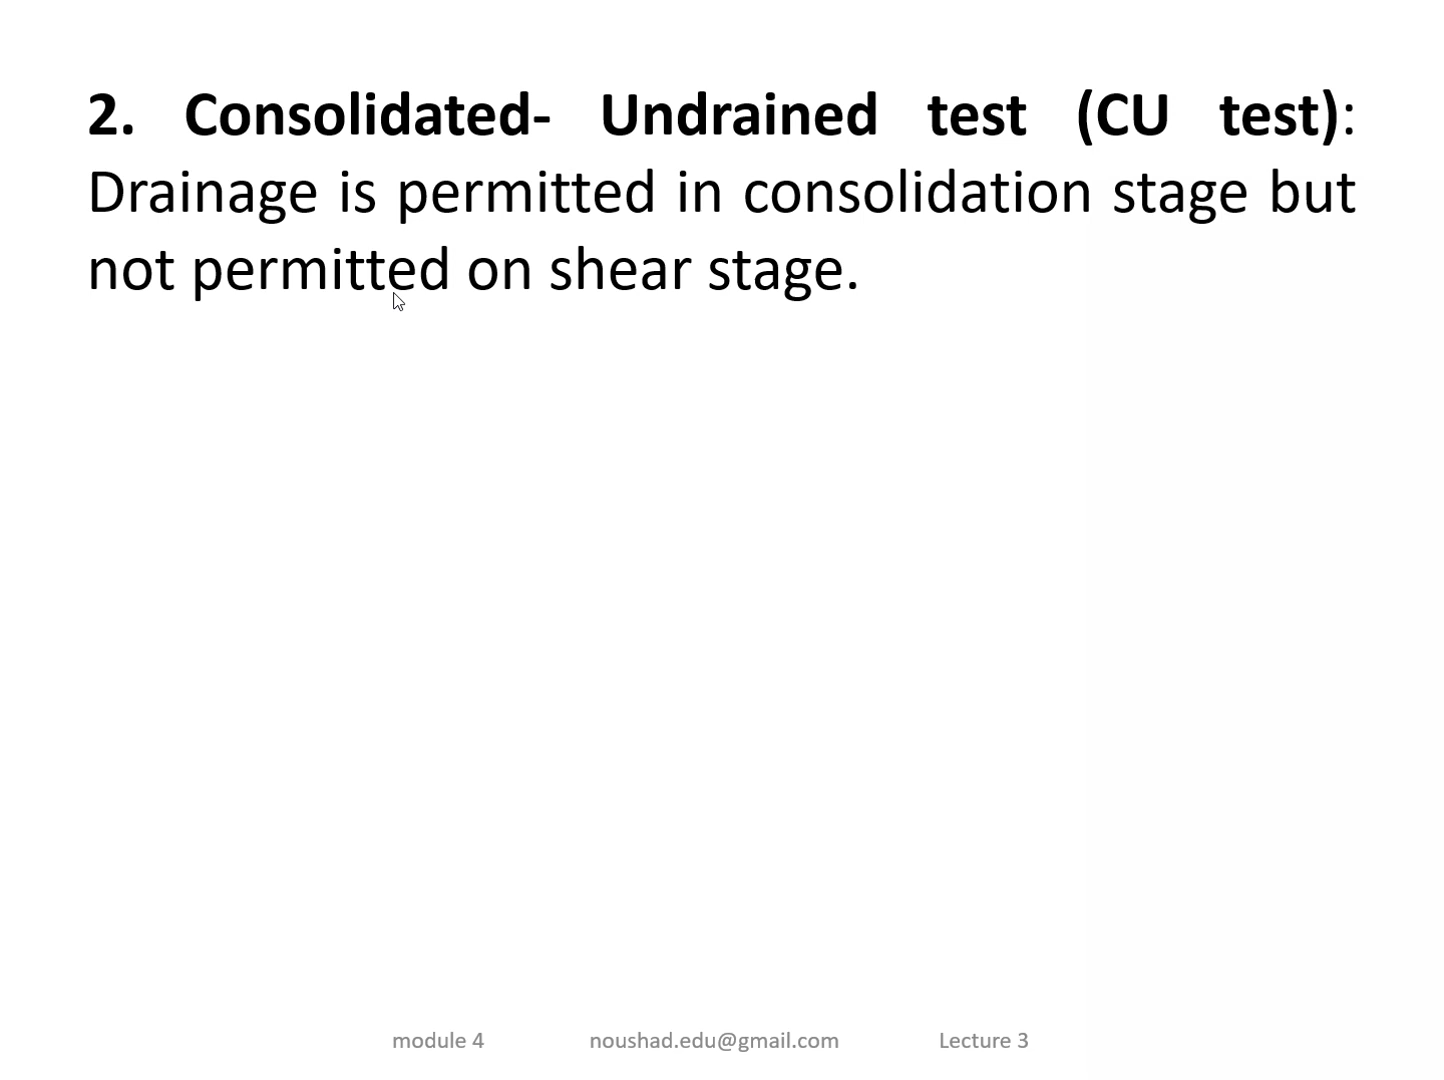 2. Consolidated- Undrained test (CU test):
Drainage is permitted in consolidation stage but
not permitted on shear stage.
module 4 noushad.edu@gmail.com Lecture 3